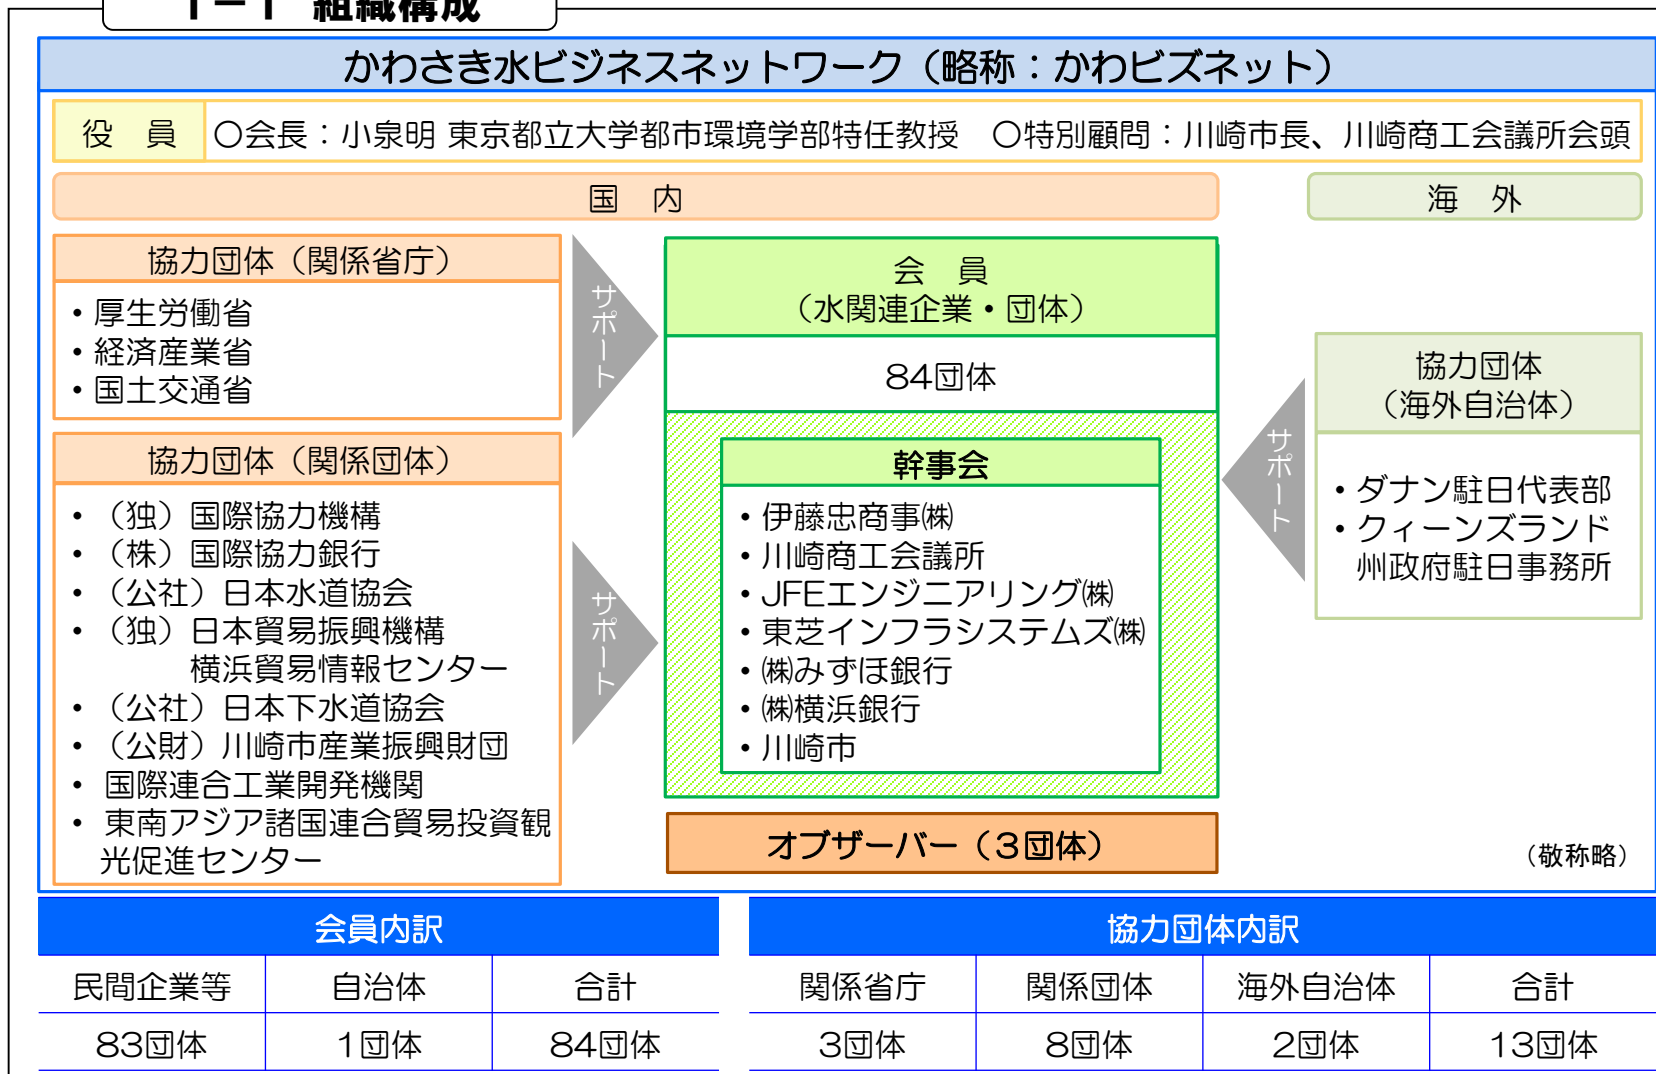 1－1 組織構成
かわさき水ビジネスネットワーク（略称：かわビズネット）
役　員
〇会長：小泉明 東京都立大学都市環境学部特任教授　〇特別顧問：川崎市長、川崎商工会議所会頭
国　内
海　外
協力団体（関係省庁）
・厚生労働省
・経済産業省
・国土交通省
サポート
協力団体（関係団体）
・（独）国際協力機構
・（株）国際協力銀行
・（公社）日本水道協会
・（独）日本貿易振興機構
横浜貿易情報センター
・（公社）日本下水道協会
・（公財）川崎市産業振興財団
・国際連合工業開発機関
・東南アジア諸国連合貿易投資観
光促進センター
サポート
会　員
（水関連企業・団体）
84団体
幹事会
・伊藤忠商事㈱
・川崎商工会議所
・JFEエンジニアリング㈱
・東芝インフラシステムズ㈱
・㈱みずほ銀行
・㈱横浜銀行
・川崎市
オブザーバー（3団体）
サポート
協力団体
（海外自治体）
・ダナン駐日代表部
・クィーンズランド
州政府駐日事務所
（敬称略）
会員内訳
民間企業等　自治体　合計
83団体　1団体　84団体
協力団体内訳
関係省庁　関係団体　海外自治体　合計
3団体　8団体　2団体　13団体